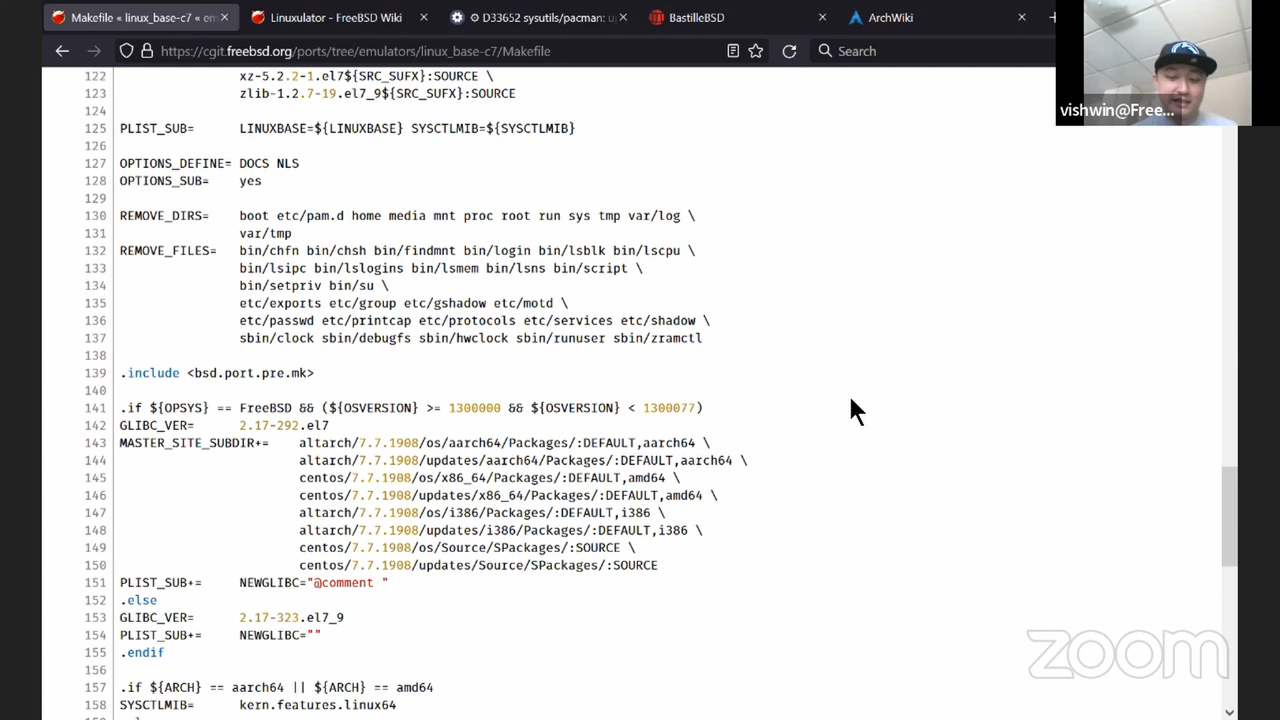 Makefile « linux_base-c7 « em
Linuxulator - FreeBSD Wiki
D33652 sysutils/pacman: u
BastilleBSD
ArchWiki
https://cgit.freebsd.org/ports/tree/emulators/linux_base-c7/Makefile
Search
vishwin@Free...
122 xz-5.2.2-1.el7${SRC_SUFX}:SOURCE \
123 zlib-1.2.7-19.el7_9${SRC_SUFX}:SOURCE
124
125 PLIST_SUB= LINUXBASE=${LINUXBASE} SYSCTLMIB=${SYSCTLMIB}
126
127 OPTIONS_DEFINE= DOCS NLS
128 OPTIONS_SUB= yes
129
130 REMOVE_DIRS= boot etc/pam.d home media mnt proc root run sys tmp var/log \
131 var/tmp
132 REMOVE_FILES= bin/chfn bin/chsh bin/findmnt bin/login bin/lsblk bin/lscpu \
133 bin/lsipc bin/lslogins bin/lsmem bin/lsns bin/script \
134 bin/setpriv bin/su \
135 etc/exports etc/group etc/gshadow etc/motd \
136 etc/passwd etc/printcap etc/protocols etc/services etc/shadow \
137 sbin/clock sbin/debugfs sbin/hwclock sbin/runuser sbin/zramctl
138
139 .include <bsd.port.pre.mk>
140
141 .if ${OPSYS} == FreeBSD && (${OSVERSION} >= 1300000 && ${OSVERSION} < 1300077)
142 GLIBC_VER= 2.17-292.el7
143 MASTER_SITE_SUBDIR+= altarch/7.7.1908/os/aarch64/Packages/:DEFAULT,aarch64 \
144 altarch/7.7.1908/updates/aarch64/Packages/:DEFAULT,aarch64 \
145 centos/7.7.1908/os/x86_64/Packages/:DEFAULT,amd64 \
146 centos/7.7.1908/updates/x86_64/Packages/:DEFAULT,amd64 \
147 altarch/7.7.1908/os/i386/Packages/:DEFAULT,i386 \
148 altarch/7.7.1908/updates/i386/Packages/:DEFAULT,i386 \
149 centos/7.7.1908/os/Source/SPackages/:SOURCE \
150 centos/7.7.1908/updates/Source/SPackages/:SOURCE
151 PLIST_SUB+= NEWGLIBC="@comment "
152 .else
153 GLIBC_VER= 2.17-323.el7_9
154 PLIST_SUB+= NEWGLIBC=""
155 .endif
156
157 .if ${ARCH} == aarch64 || ${ARCH} == amd64
158 SYSCTLMIB= kern.features.linux64
zoom